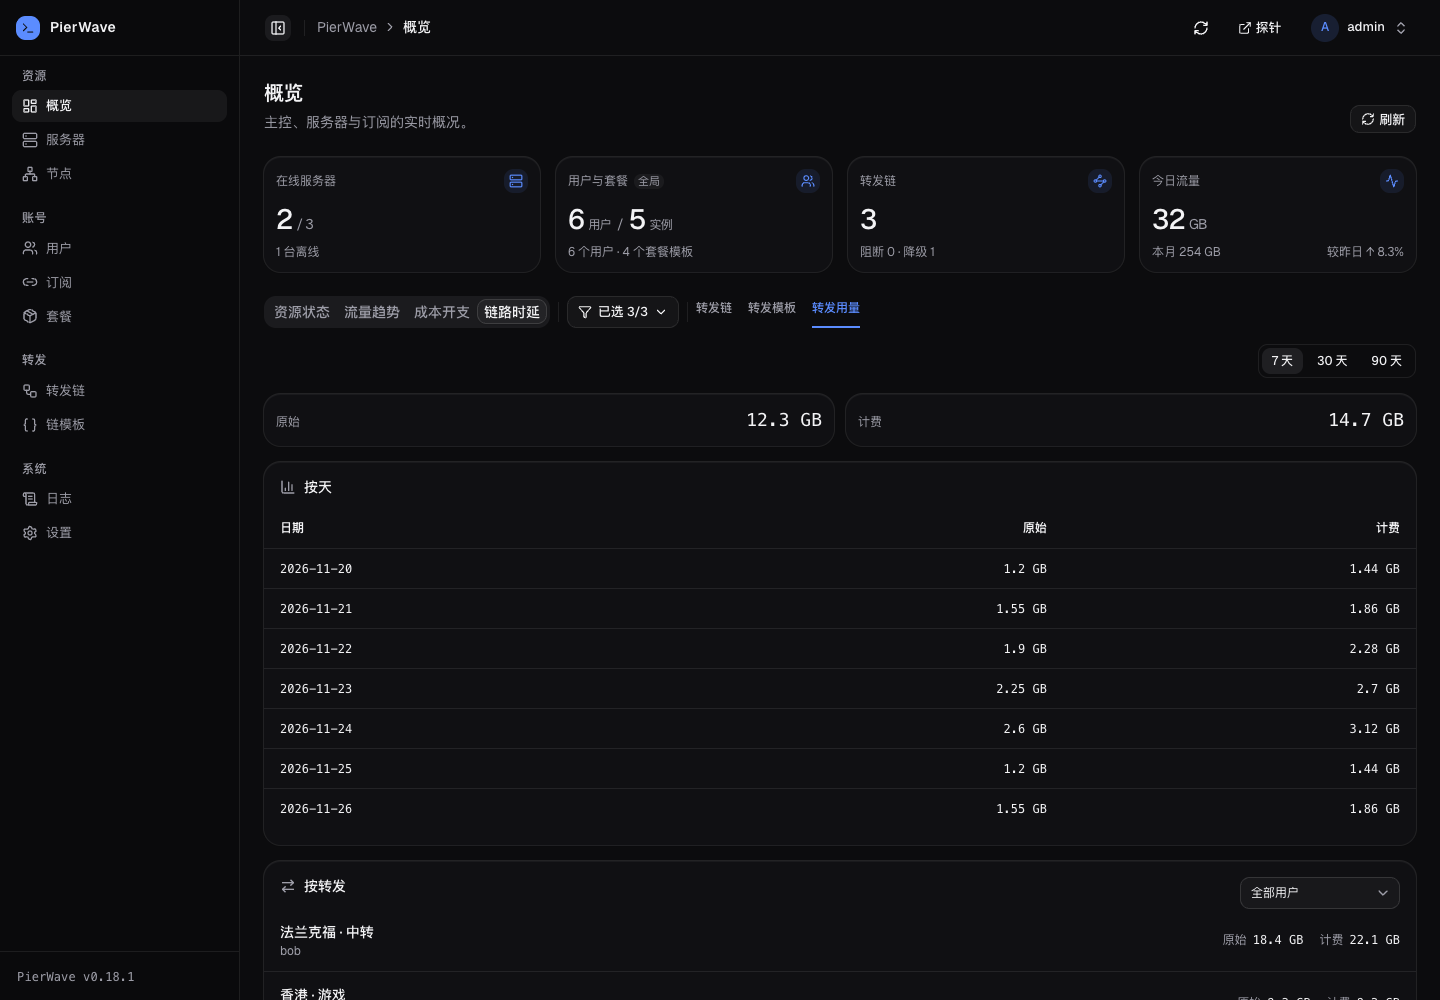 PierWave
资源
概览
服务器
节点
账号
用户
订阅
套餐
转发
转发链
链模板
系统
日志
设置
PierWave v0.18.1
PierWave > 概览
探针
A admin
概览
主控、服务器与订阅的实时概况。
刷新
在线服务器
2 / 3
1 台离线
用户与套餐 全局
6 用户 / 5 实例
6 个用户 · 4 个套餐模板
转发链
3
阻断 0 · 降级 1
今日流量
32 GB
本月 254 GB 较昨日 ↑ 8.3%
资源状态 流量趋势 成本开支 链路时延 已选 3/3 转发链 转发模板 转发用量
7 天 30 天 90 天
原始 12.3 GB
计费 14.7 GB
按天
日期 原始 计费
2026-11-20 1.2 GB 1.44 GB
2026-11-21 1.55 GB 1.86 GB
2026-11-22 1.9 GB 2.28 GB
2026-11-23 2.25 GB 2.7 GB
2026-11-24 2.6 GB 3.12 GB
2026-11-25 1.2 GB 1.44 GB
2026-11-26 1.55 GB 1.86 GB
按转发
全部用户
法兰克福 · 中转
bob
原始 18.4 GB 计费 22.1 GB
香港 · 游戏